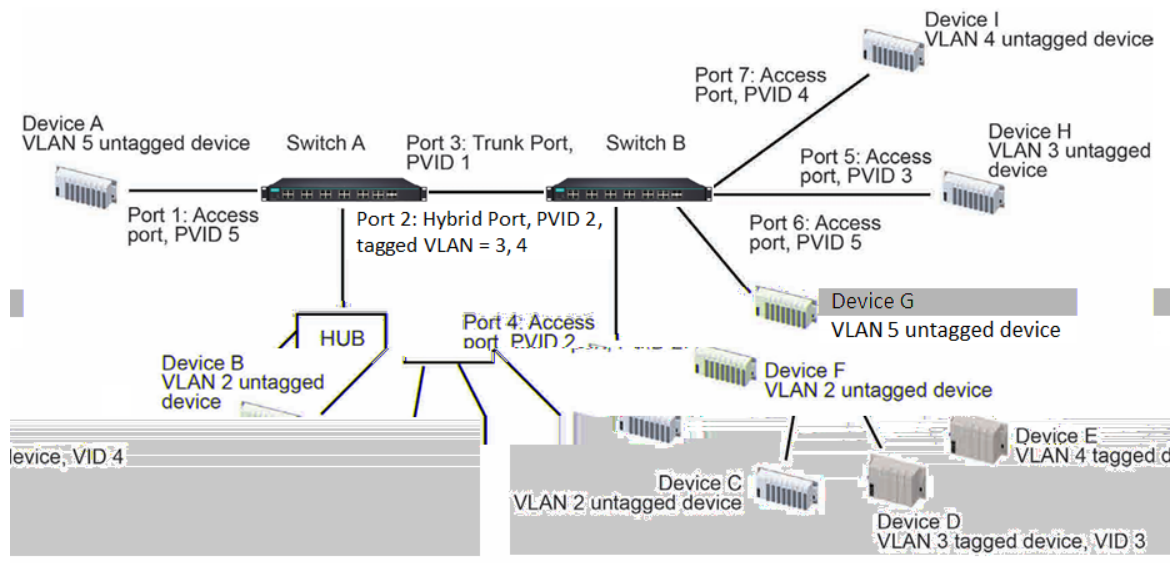 Device I
VLAN 4 untagged device
Port 7: Access
Port, PVID 4
Device A
VLAN 5 untagged device
Switch A
Port 3: Trunk Port,
PVID 1
Switch B
Device H
VLAN 3 untagged
device
Port 5: Access
port, PVID 3
Port 1: Access
port, PVID 5
Port 2: Hybrid Port, PVID 2,
tagged VLAN = 3, 4
Port 6: Access
port, PVID 5
Device G
VLAN 5 untagged device
HUB
Port 4: Access
port, PVID 2
Device B
VLAN 2 untagged
device
Device F
VLAN 2 untagged device
Device E
VLAN 4 tagged d
device, VID 4
Device C
VLAN 2 untagged device
Device D
VLAN 3 tagged device, VID 3